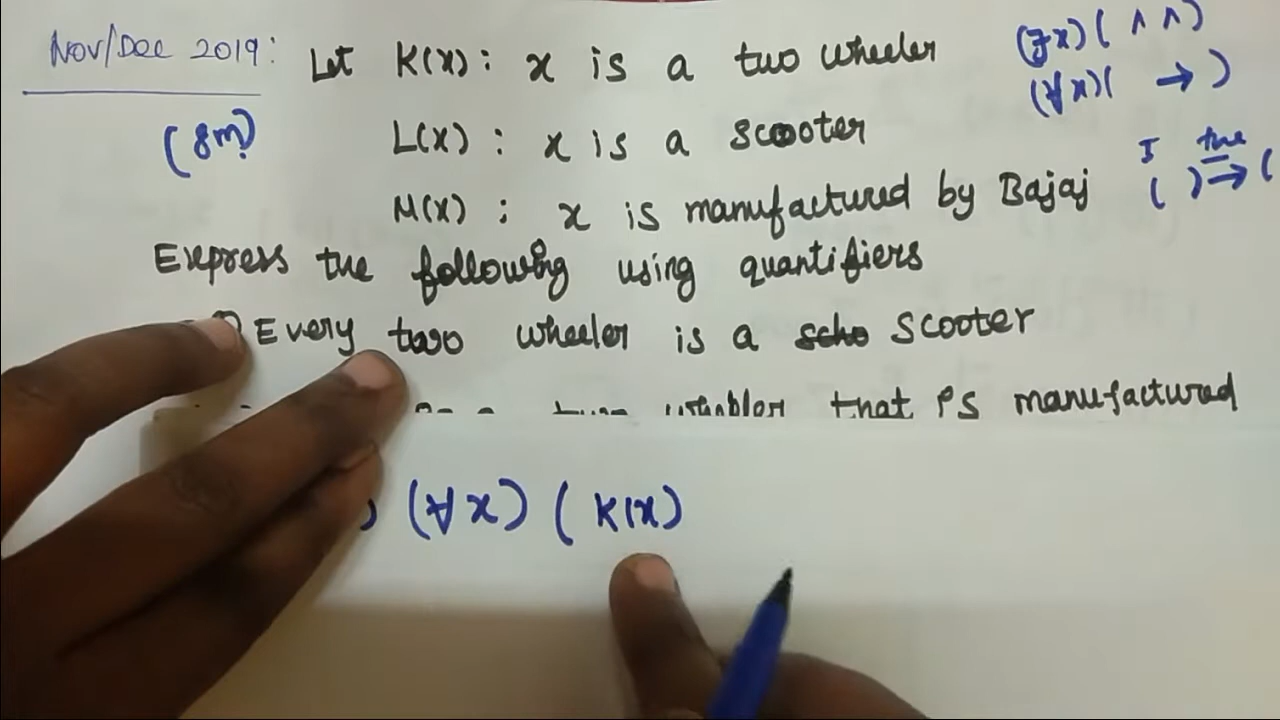 Nov/Dec 2019: Let K(x): x is a two wheeler (∃x)( ∧ ∧)
(∀x)( → )
(8m) L(x): x is a scooter
I the
( ) → (
M(x): x is manufactured by Bajaj
Express the following using quantifiers
Every two wheeler is a scho scooter
that is manufactured
) (∀x) ( K(x)